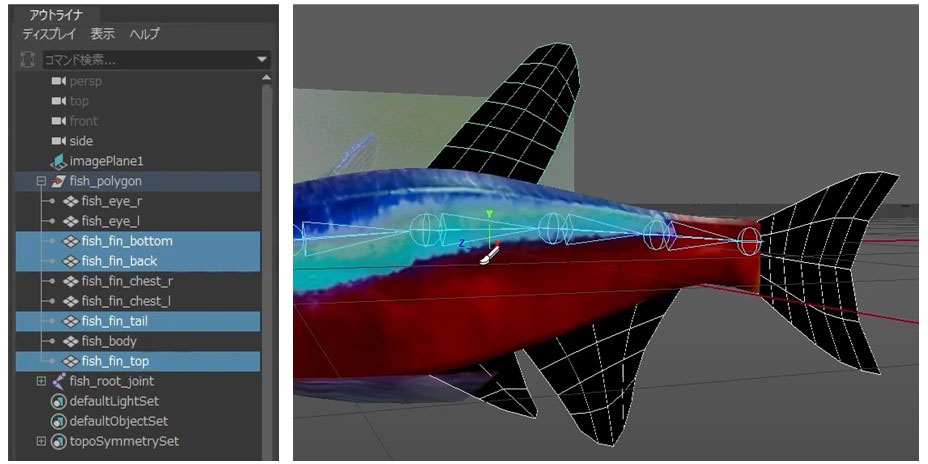 アウトライナ
ディスプレイ 表示 ヘルプ
コマンド検索...
persp
top
front
side
imagePlane1
fish_polygon
fish_eye_r
fish_eye_l
fish_fin_bottom
fish_fin_back
fish_fin_chest_r
fish_fin_chest_l
fish_fin_tail
fish_body
fish_fin_top
fish_root_joint
defaultLightSet
defaultObjectSet
topoSymmetrySet
Y
Z